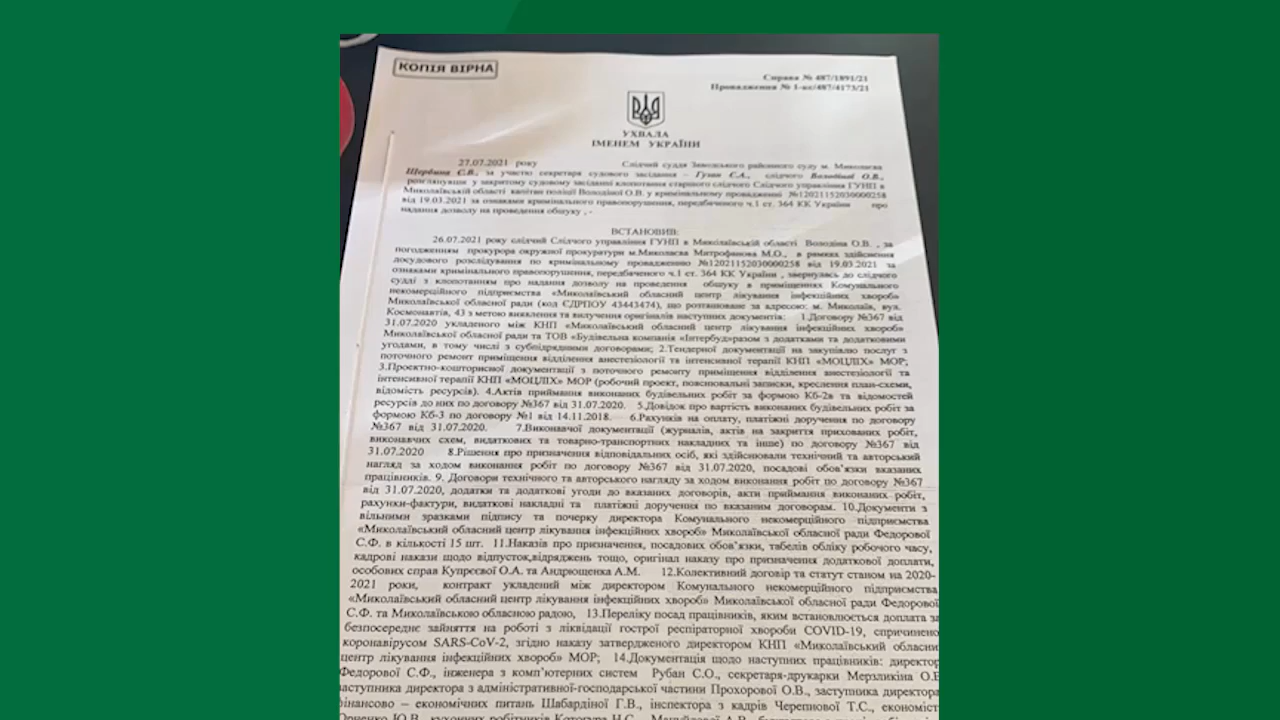 КОПІЯ ВІРНА
Справа № 487/1891/21
Провадження № 1-кс/487/4173/21
УХВАЛА
ІМЕНЕМ УКРАЇНИ
27.07.2021 року Слідчий суддя Заводського районного суду м. Миколаєва
Щербина С.В., за участю секретаря судового засідання – Гузан Є.А., слідчого Володіної О.В.,
розглянувши у закритому судовому засіданні клопотання старшого слідчого Слідчого управління ГУНП в
Миколаївській області капітан поліції Володіної О.В. у кримінальному провадженні №12021152030000258
від 19.03.2021 за ознаками кримінального правопорушення, передбаченого ч.1 ст. 364 КК України про
надання дозволу на проведення обшуку , -
ВСТАНОВИВ:
26.07.2021 року слідчий Слідчого управління ГУНП в Миколаївській області Володіна О.В. , за
погодженням прокурора окружної прокуратури м.Миколаєва Митрофанова М.О., в рамках здійснення
досудового розслідування по кримінальному провадженню №12021152030000258 від 19.03.2021 за
ознаками кримінального правопорушення, передбаченого ч.1 ст. 364 КК України , звернулась до слідчого
судді з клопотанням про надання дозволу на проведення обшуку в приміщеннях Комунального
некомерційного підприємства «Миколаївський обласний центр лікування інфекційних хвороб»
Миколаївської обласної ради (код ЄДРПОУ 43443474), що розташоване за адресою: м. Миколаїв, вул.
Космонавтів, 43 з метою виявлення та вилучення оригіналів наступних документів: 1.Договору №367 від
31.07.2020 укладеного між КНП «Миколаївський обласний центр лікування інфекційних хвороб»
Миколаївської обласної ради та ТОВ «Будівельна компанія «Інтербуд»разом з додатками та додатковими
угодами, в тому числі з субпідрядними договорами; 2.Тендерної документації на закупівлю послуг з
поточного ремонт приміщення відділення анестезіології та інтенсивної терапії КНП «МОЦЛІХ» МОР;
3.Проектно-кошторисної документації з поточного ремонту приміщення відділення анестезіології та
інтенсивної терапії КНП «МОЦЛІХ» МОР (робочий проект, пояснювальні записки, креслення план-схеми,
відомість ресурсів). 4.Актів приймання виконаних будівельних робіт за формою Кб-2в та відомостей
ресурсів до них по договору №367 від 31.07.2020. 5.Довідок про вартість виконаних будівельних робіт за
формою Кб-3 по договору №1 від 14.11.2018. 6.Рахунків на оплату, платіжні доручення по договору
№367 від 31.07.2020. 7.Виконавчої документації (журналів, актів на закриття прихованих робіт,
виконавчих схем, видаткових та товарно-транспортних накладних та інше) по договору №367 від
31.07.2020 8.Рішення про призначення відповідальних осіб, які здійснювали технічний та авторський
нагляд за ходом виконання робіт по договору №367 від 31.07.2020, посадові обов'язки вказаних
працівників. 9. Договори технічного та авторського нагляду за ходом виконання робіт по договору №367
від 31.07.2020, додатки та додаткові угоди до вказаних договорів, акти приймання виконаних робіт,
рахунки-фактури, видаткові накладні та платіжні доручення по вказаним договорам. 10.Документи з
вільними зразками підпису та почерку директора Комунального некомерційного підприємства
«Миколаївський обласний центр лікування інфекційних хвороб» Миколаївської обласної ради Федорової
С.Ф. в кількості 15 шт. 11.Наказів про призначення, посадових обов'язки, табелів обліку робочого часу,
кадрові накази щодо відпусток,відряджень тощо, оригінал наказу про призначення додаткової доплати,
особових справ Купреєвої О.А. та Андрющенка А.М. 12.Колективний договір та статут станом на 2020-
2021 роки, контракт укладений між директором Комунального некомерційного підприємства
«Миколаївський обласний центр лікування інфекційних хвороб» Миколаївської обласної ради Федорової
С.Ф. та Миколаївською обласною радою, 13.Переліку посад працівників, яким встановлюється доплата за
безпосереднє зайняття на роботі з ліквідації гострої респіраторної хвороби COVID-19, спричинено
коронавірусом SARS-CoV-2, згідно наказу затвердженого директором КНП «Миколаївський обласни
центр лікування інфекційних хвороб» МОР; 14.Документація щодо наступних працівників: директор
Федорової С.Ф., інженера з комп'ютерних систем Рубан С.О., секретаря-друкарки Мерзликіна О.Е
заступника директора з адміністративної-господарської частини Прохорової О.В., заступника директора
фінансово – економічних питань Шабардіної Г.В., інспектора з кадрів Черепнової Т.С., економіст
Ю.В., кухонних робітників